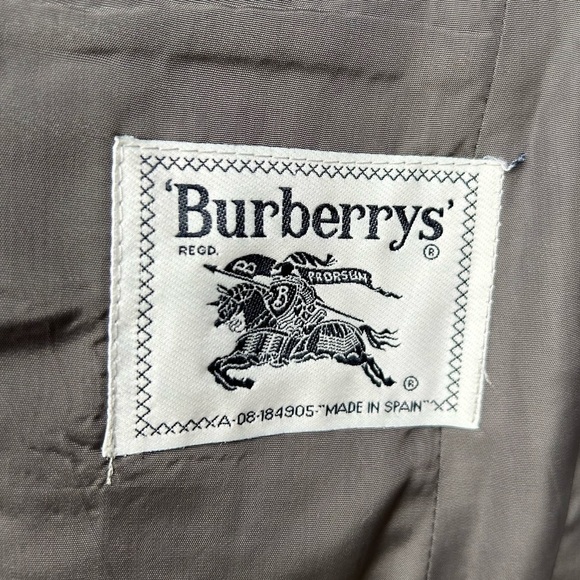 'Burberrys'
REGD. ®
B PRORSUM
B
®
A-08-184905-"MADE IN SPAIN"